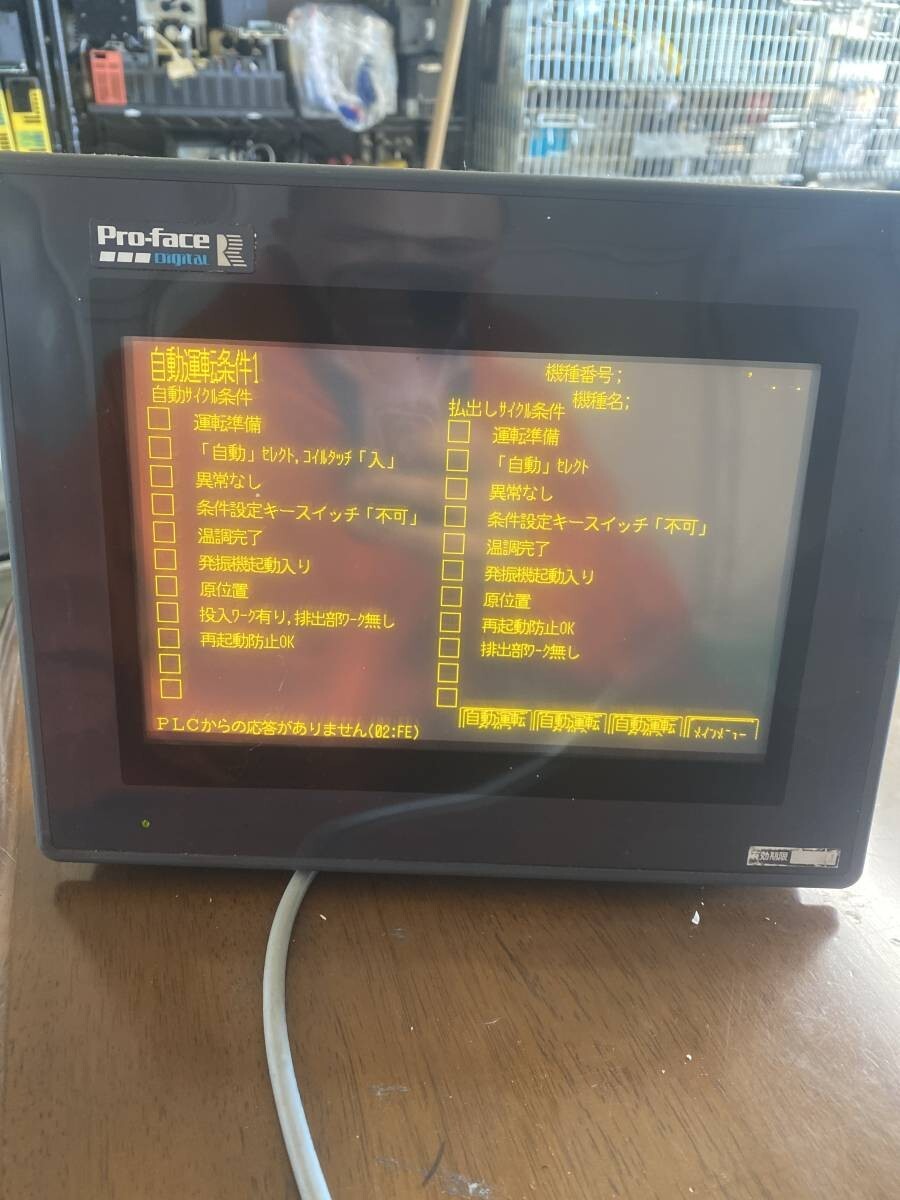 Pro-face
Digital
自動運転条件1
機種番号;
機種名;
自動ｻｲｸﾙ条件
運転準備
「自動」ｾﾚｸﾄ,ｺｲﾙﾀｯﾁ「入」
異常なし
条件設定キースイッチ「不可」
温調完了
発振機起動入り
原位置
投入ﾜｰｸ有り,排出部ﾜｰｸ無し
再起動防止OK
払出しｻｲｸﾙ条件
運転準備
「自動」ｾﾚｸﾄ
異常なし
条件設定キースイッチ「不可」
温調完了
発振機起動入り
原位置
再起動防止OK
排出部ﾜｰｸ無し
PLCからの応答がありません(02:FE)
自動運転
自動運転
自動運転
ﾒｲﾝﾒﾆｭｰ
有効期限